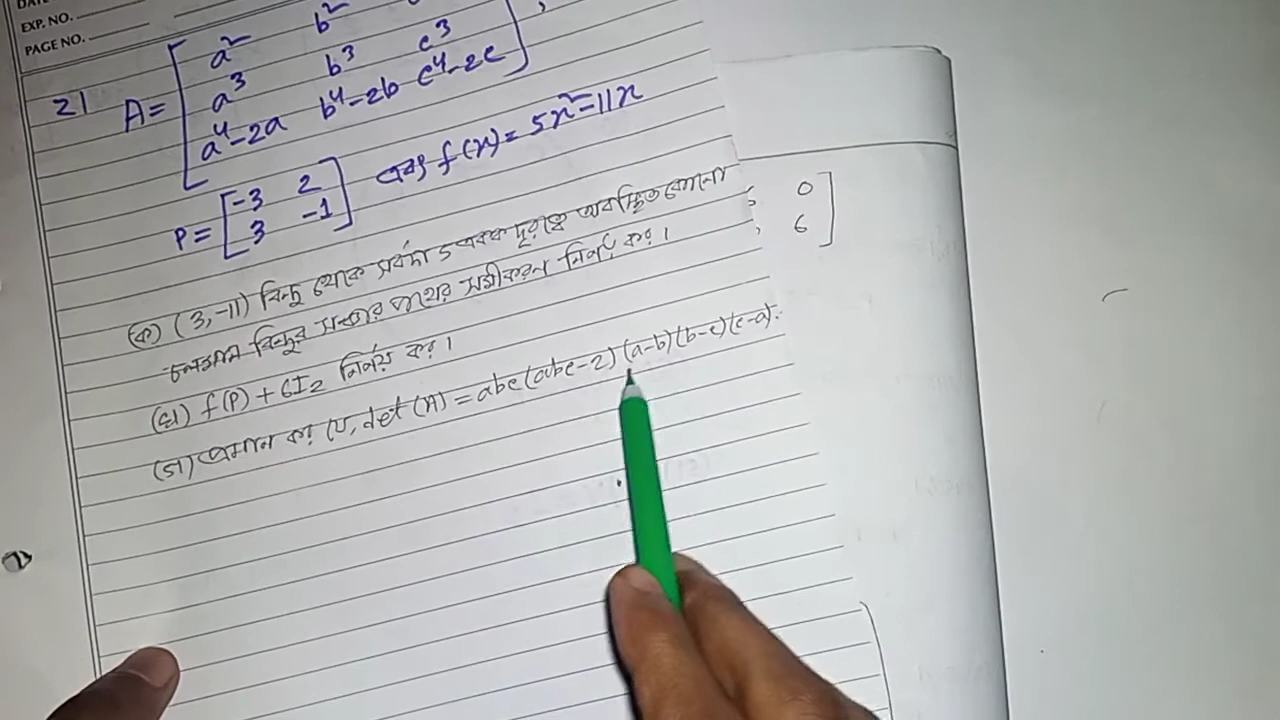 EXP. NO.
PAGE NO.
21 A = [ a² b²
a³ b³ c³
a⁴-2a b⁴-2b c⁴-2c ] ,
P = [ -3 2
3 -1 ] এবং f(x) = 5x²-11x
0
6 ]
(ক) (3,-11) বিন্দু থেকে সর্বদা 5 একক দূরত্বে অবস্থিত কোনো
চলমান বিন্দুর সঞ্চার পথের সমীকরণ নির্ণয় কর।
(খ) f(P) + 6I₂ নির্ণয় কর।
(গ) প্রমান কর যে, det (A) = abc(abc-2)(a-b)(b-c)(c-a).